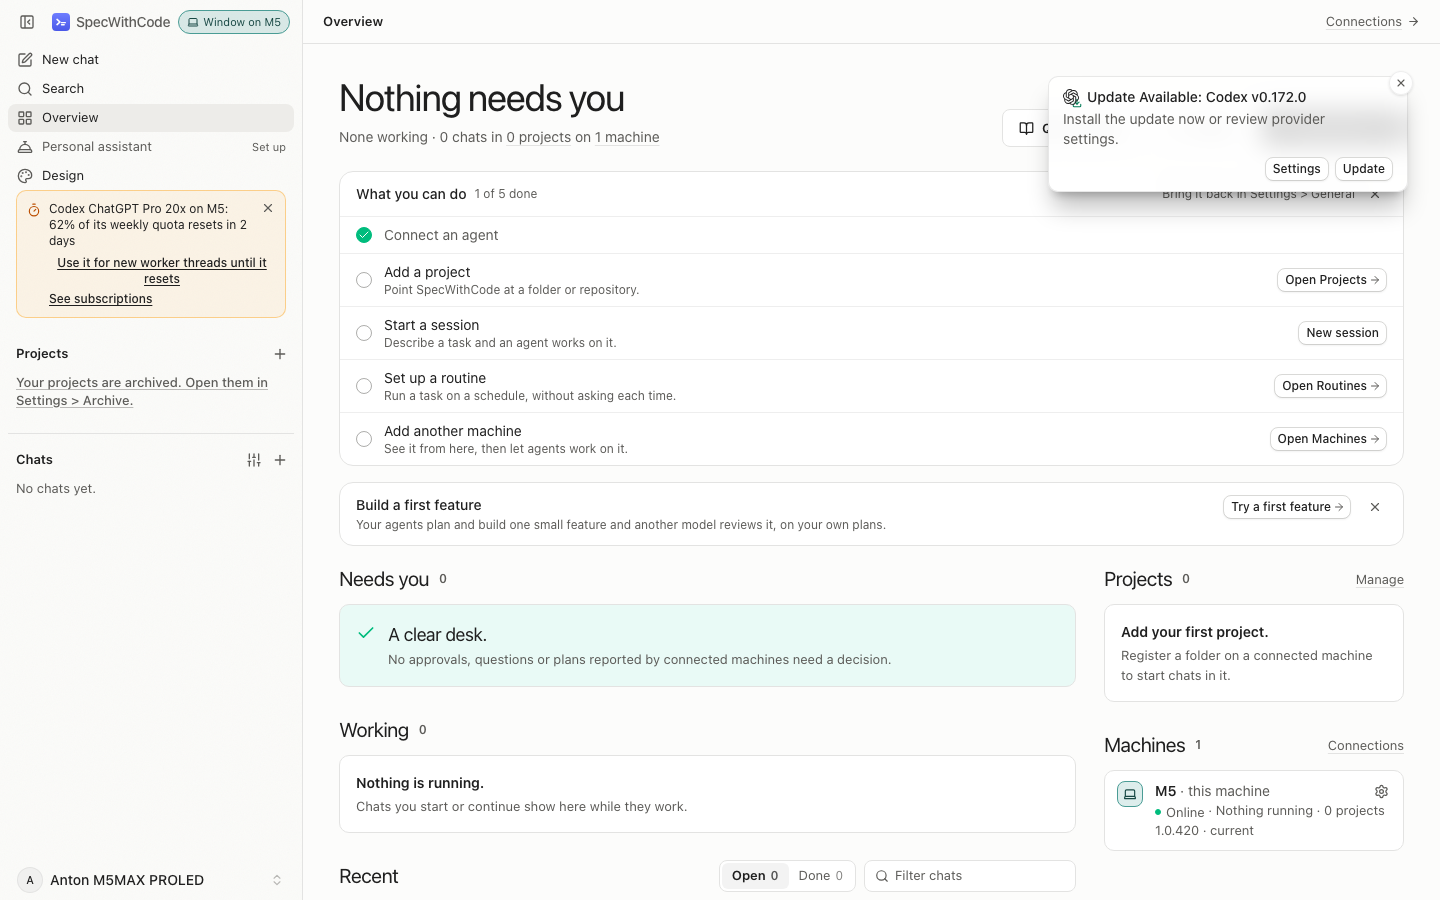 SpecWithCode
Window on M5
New chat
Search
Overview
Personal assistant
Set up
Design
Codex ChatGPT Pro 20x on M5:
62% of its weekly quota resets in 2
days
Use it for new worker threads until it
resets
See subscriptions
Projects
Your projects are archived. Open them in
Settings > Archive.
Chats
No chats yet.
A
Anton M5MAX PROLED
Overview
Connections
Nothing needs you
None working · 0 chats in 0 projects on 1 machine
Update Available: Codex v0.172.0
Install the update now or review provider
settings.
Settings
Update
What you can do
1 of 5 done
Bring it back in Settings > General
Connect an agent
Add a project
Point SpecWithCode at a folder or repository.
Open Projects
Start a session
Describe a task and an agent works on it.
New session
Set up a routine
Run a task on a schedule, without asking each time.
Open Routines
Add another machine
See it from here, then let agents work on it.
Open Machines
Build a first feature
Your agents plan and build one small feature and another model reviews it, on your own plans.
Try a first feature
Needs you 0
A clear desk.
No approvals, questions or plans reported by connected machines need a decision.
Working 0
Nothing is running.
Chats you start or continue show here while they work.
Recent
Open 0
Done 0
Filter chats
Projects 0
Manage
Add your first project.
Register a folder on a connected machine
to start chats in it.
Machines 1
Connections
M5 · this machine
Online · Nothing running · 0 projects
1.0.420 · current